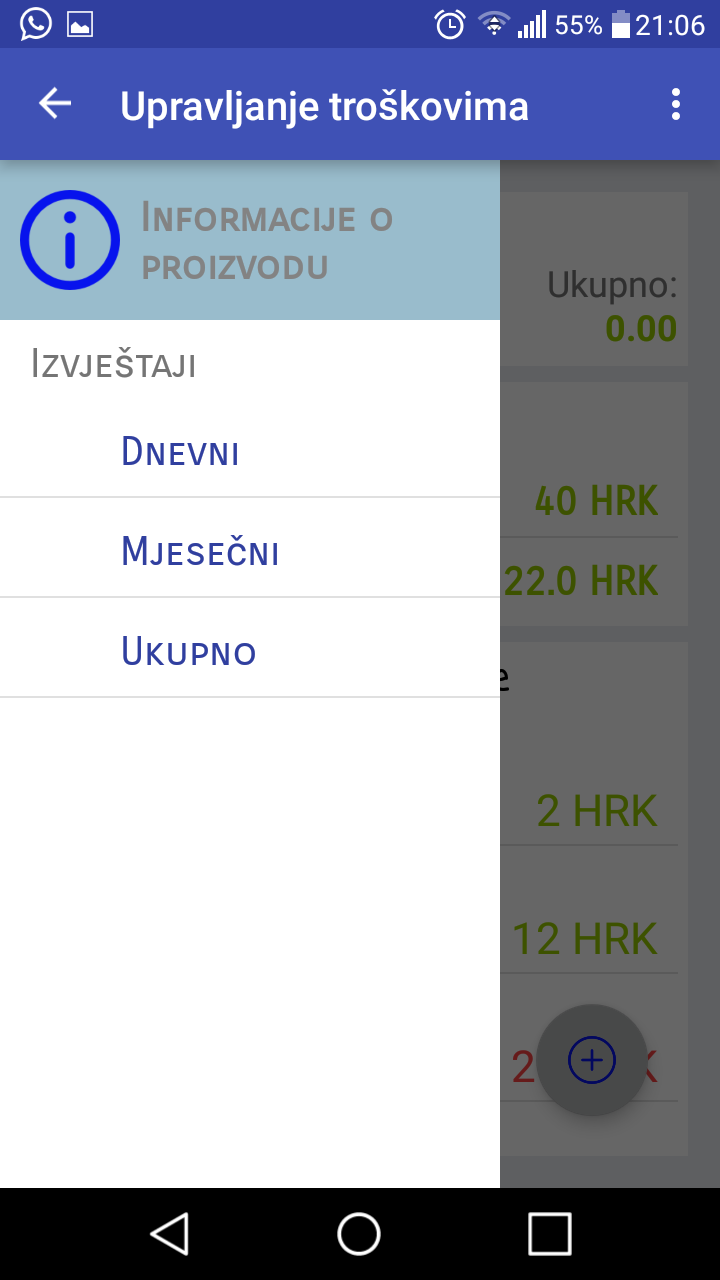 55% 21:06
Upravljanje troškovima
Informacije o
proizvodu
Ukupno:
0.00
Izvještaji
Dnevni
40 HRK
Mjesečni
22.0 HRK
Ukupno
2 HRK
12 HRK